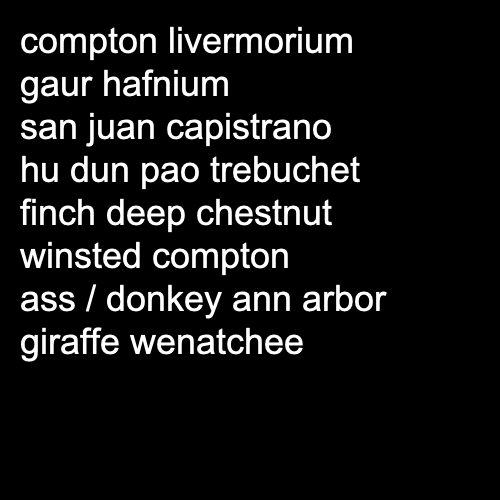 compton livermorium
gaur hafnium
san juan capistrano
hu dun pao trebuchet
finch deep chestnut
winsted compton
ass / donkey ann arbor
giraffe wenatchee